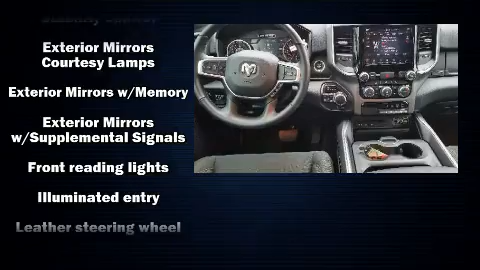 Exterior Mirrors
Courtesy Lamps
Exterior Mirrors w/Memory
Exterior Mirrors
w/Supplemental Signals
Front reading lights
Illuminated entry
Leather steering wheel